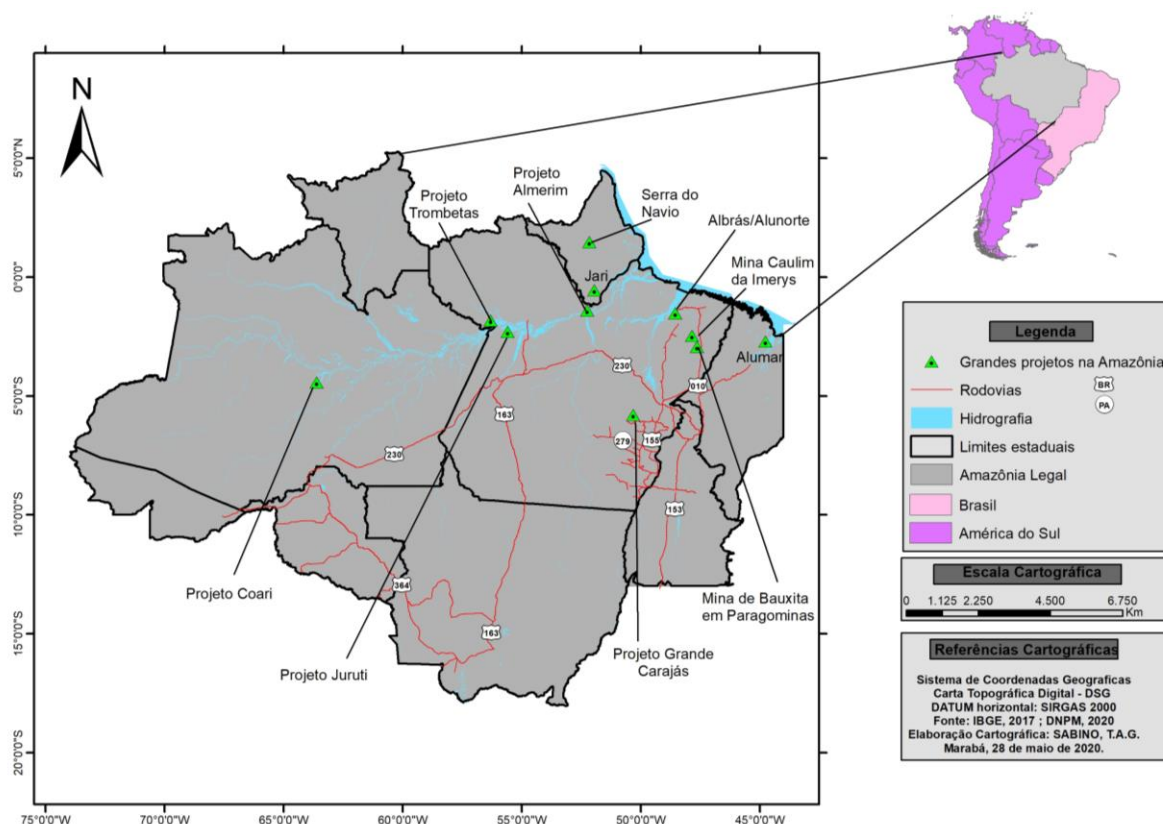 N
5°0'0"N
0°0'0"
5°0'0"S
10°0'0"S
15°0'0"S
20°0'0"S
75°0'0"W
70°0'0"W
65°0'0"W
60°0'0"W
55°0'0"W
50°0'0"W
45°0'0"W
Projeto
Trombetas
Projeto
Almerim
Serra do
Navio
Jari
Albrás/Alunorte
Mina Caulim
da Imerys
Alumar
230
010
163
279
155
230
153
364
163
Projeto Coari
Projeto Juruti
Projeto Grande
Carajás
Mina de Bauxita
em Paragominas
Legenda
Grandes projetos na Amazônia
Rodovias
BR
PA
Hidrografia
Limites estaduais
Amazônia Legal
Brasil
América do Sul
Escala Cartográfica
0 1.125 2.250 4.500 6.750
Km
Referências Cartográficas
Sistema de Coordenadas Geograficas
Carta Topográfica Digital - DSG
DATUM horizontal: SIRGAS 2000
Fonte: IBGE, 2017 ; DNPM, 2020
Elaboração Cartográfica: SABINO, T.A.G.
Marabá, 28 de maio de 2020.